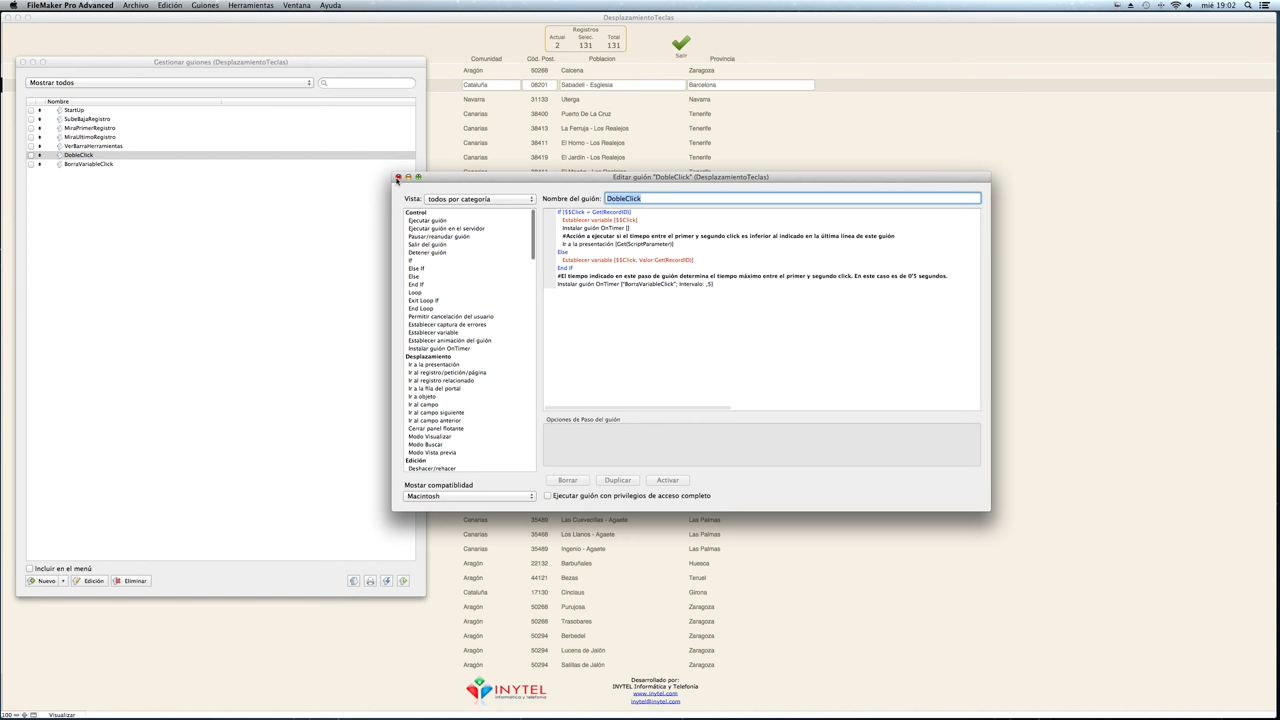 FileMaker Pro Advanced Archivo Edición Guiones Herramientas Ventana Ayuda
mié 19:02
DesplazamientoTeclas
Registros
Actual Selec. Total
2 131 131
Salir
Comunidad Cód. Post. Poblacion Provincia
Aragón 50268 Calcena Zaragoza
Cataluña 08201 Sabadell - Esglesia Barcelona
Navarra 31133 Uterga Navarra
Canarias 38400 Puerto De La Cruz Tenerife
Canarias 38413 La Ferruja - Los Realejos Tenerife
Canarias 38411 El Horno - Los Realejos Tenerife
Canarias 38419 El Jardín - Los Realejos Tenerife
Gestionar guiones (DesplazamientoTeclas)
Mostrar todos
Nombre
StartUp
SubeBajaRegistro
MiraPrimerRegistro
MiraUltimoRegistro
VerBarraHerramientas
DobleClick
BorraVariableClick
Incluir en el menú
Nuevo Edición Eliminar
Editar guión "DobleClick" (DesplazamientoTeclas)
Vista: todos por categoría
Nombre del guión: DobleClick
Control
Ejecutar guión
Ejecutar guión en el servidor
Pausar/reanudar guión
Salir del guión
Detener guión
If
Else If
Else
End If
Loop
Exit Loop If
End Loop
Permitir cancelación del usuario
Establecer captura de errores
Establecer variable
Establecer animación del guión
Instalar guión OnTimer
Desplazamiento
Ir a la presentación
Ir al registro/petición/página
Ir al registro relacionado
Ir a la fila del portal
Ir a objeto
Ir al campo
Ir al campo siguiente
Ir al campo anterior
Cerrar panel flotante
Modo Visualizar
Modo Buscar
Modo Vista previa
Edición
Deshacer/rehacer
Mostar compatiblidad
Macintosh
If [$$Click = Get(RecordID)]
Establecer variable [$$Click]
Instalar guión OnTimer []
#Acción a ejecutar si el timepo entre el primer y segundo click es inferior al indicado en la última línea de este guión
Ir a la presentación [Get(ScriptParameter)]
Else
Establecer variable [$$Click; Valor:Get(RecordID)]
End If
#El tiempo indicado en este paso de guión determina el tiempo máximo entre el primer y segundo click. En este caso es de 0'5 segundos.
Instalar guión OnTimer ["BorraVariableClick"; Intervalo: ,5]
Opciones de Paso del guión
Borrar Duplicar Activar
Ejecutar guión con privilegios de acceso completo
Canarias 35489 Las Cuevecillas - Agaete Las Palmas
Canarias 35468 Los Llanos - Agaete Las Palmas
Canarias 35489 Ingenio - Agaete Las Palmas
Aragón 22132 Barbuñales Huesca
Aragón 44121 Bezas Teruel
Cataluña 17130 Cinclaus Girona
Aragón 50268 Purujosa Zaragoza
Aragón 50268 Trasobares Zaragoza
Aragón 50294 Berbedel Zaragoza
Aragón 50294 Lucena de Jalón Zaragoza
Aragón 50294 Salillas de Jalón Zaragoza
INYTEL
Informática y Telefonía
Desarrollado por:
INYTEL Informática y Telefonía
www.inytel.com
inytel@inytel.com
100 Visualizar